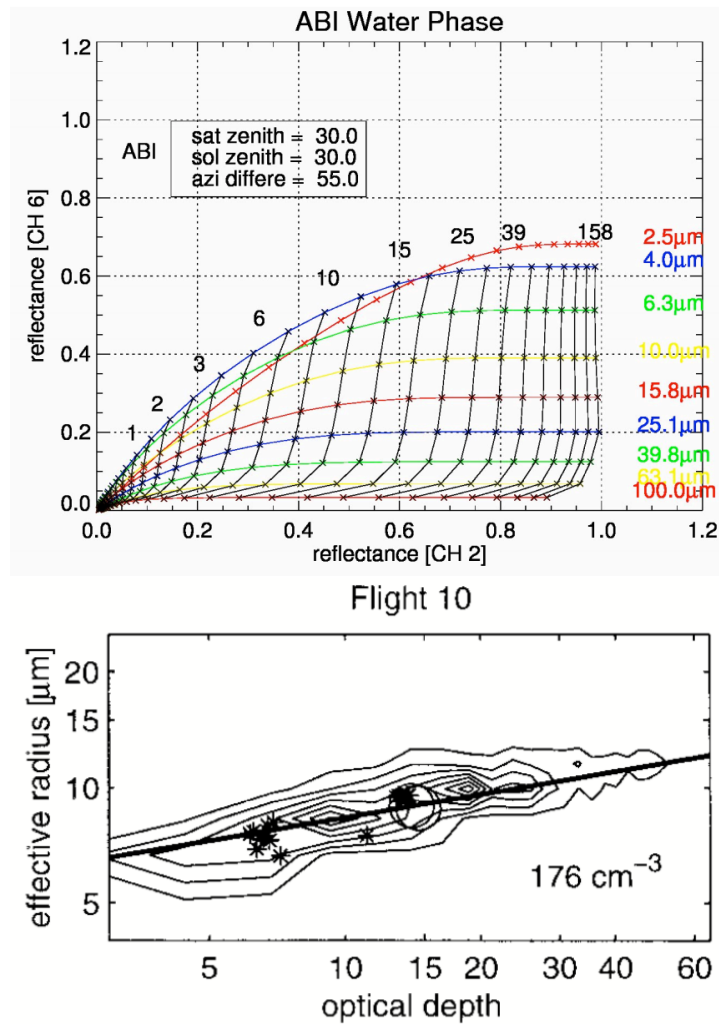 ABI Water Phase
1.2
1.0
0.8
0.6
0.4
0.2
0.0
reflectance [CH 6]
ABI
sat zenith = 30.0
sol zenith = 30.0
azi differe = 55.0
1
2
3
6
10
15
25
39
158
2.5μm
4.0μm
6.3μm
10.0μm
15.8μm
25.1μm
39.8μm
63.1μm
100.0μm
0.0 0.2 0.4 0.6 0.8 1.0 1.2
reflectance [CH 2]
Flight 10
20
15
10
5
effective radius [μm]
176 cm⁻³
5 10 15 20 30 40 60
optical depth